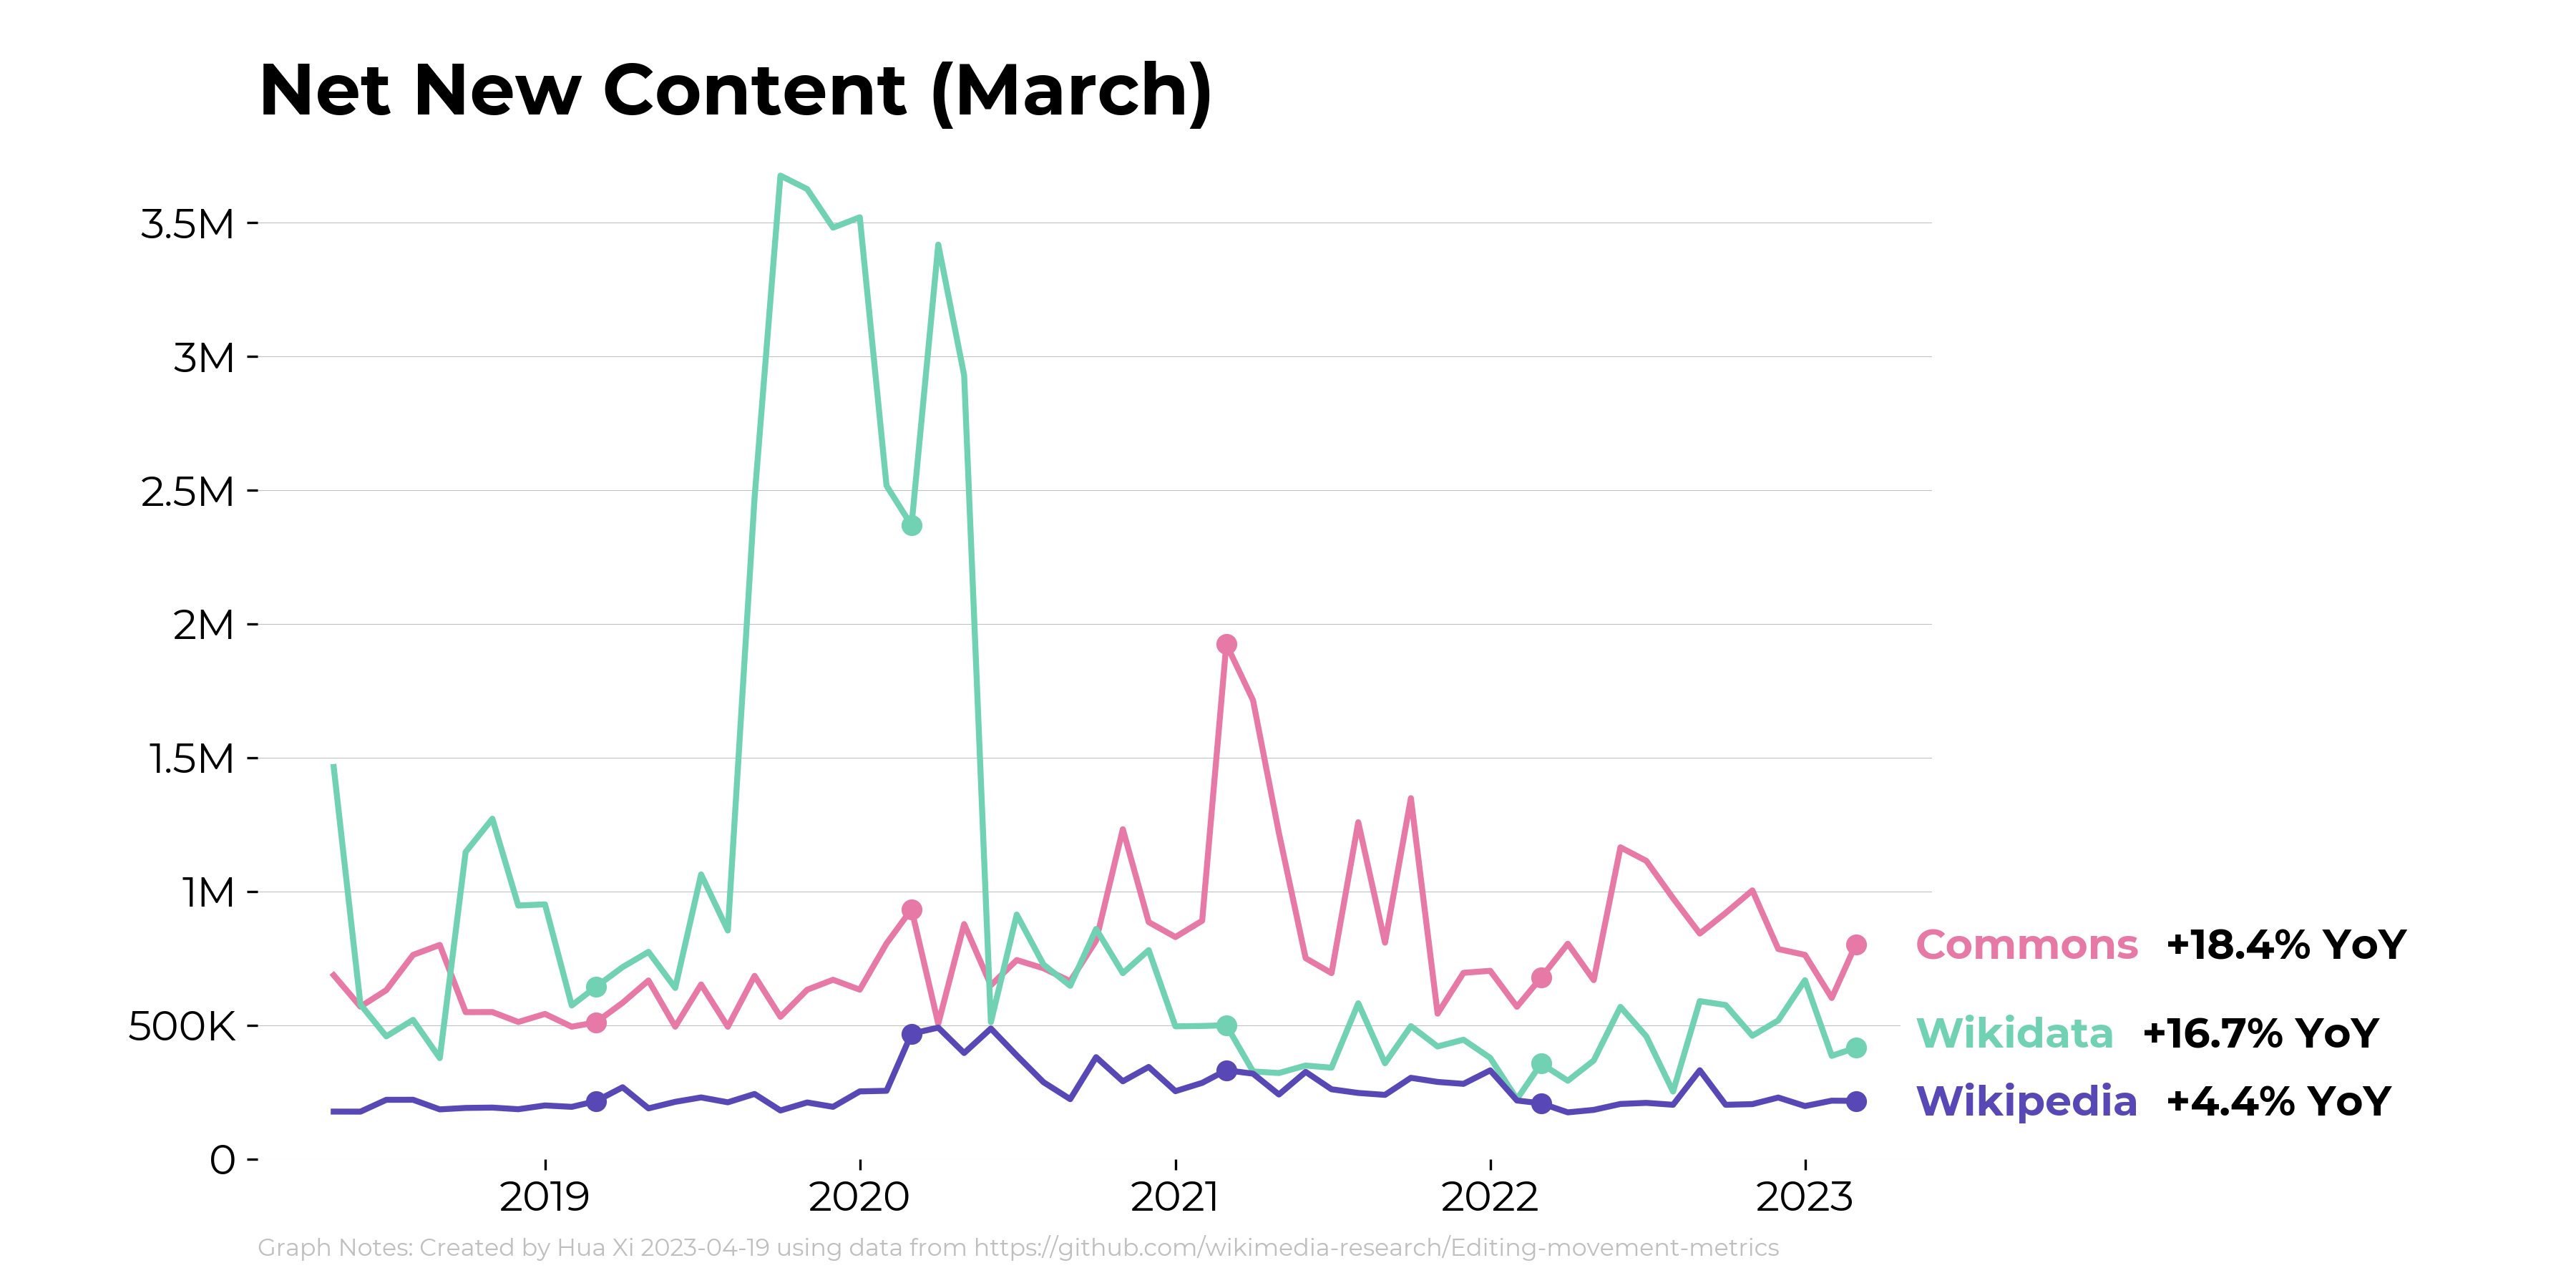 Net New Content (March)
3.5M
3M
2.5M
2M
1.5M
1M
500K
0
Commons +18.4% YoY
Wikidata +16.7% YoY
Wikipedia +4.4% YoY
2019 2020 2021 2022 2023
Graph Notes: Created by Hua Xi 2023-04-19 using data from https://github.com/wikimedia-research/Editing-movement-metrics